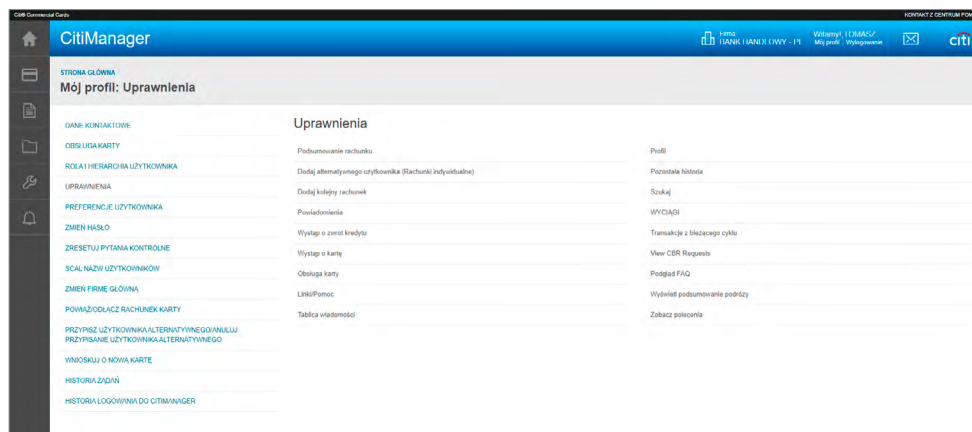 Citi® Commercial Cards
KONTAKT Z CENTRUM POM
CitiManager
Firma
BANK HANDLOWY - PL
Witamy!, TOMASZ
Mój profil Wylogowanie
citi
STRONA GŁÓWNA
Mój profil: Uprawnienia
DANE KONTAKTOWE
OBSŁUGA KARTY
ROLA I HIERARCHIA UŻYTKOWNIKA
UPRAWNIENIA
PREFERENCJE UŻYTKOWNIKA
ZMIEŃ HASŁO
ZRESETUJ PYTANIA KONTROLNE
SCAL NAZW UŻYTKOWNIKÓW
ZMIEŃ FIRMĘ GŁÓWNĄ
POWIĄŻ/ODŁĄCZ RACHUNEK KARTY
PRZYPISZ UŻYTKOWNIKA ALTERNATYWNEGO/ANULUJ
PRZYPISANIE UŻYTKOWNIKA ALTERNATYWNEGO
WNIOSKUJ O NOWĄ KARTĘ
HISTORIA ŻĄDAŃ
HISTORIA LOGOWANIA DO CITIMANAGER
Uprawnienia
Podsumowanie rachunku
Dodaj alternatywnego użytkownika (Rachunki indywidualne)
Dodaj kolejny rachunek
Powiadomienia
Wystąp o zwrot kredytu
Wystąp o kartę
Obsługa karty
Linki/Pomoc
Tablica wiadomości
Profil
Pozostała historia
Szukaj
WYCIĄGI
Transakcje z bieżącego cyklu
View CBR Requests
Podgląd FAQ
Wyświetl podsumowanie podróży
Zobacz polecenia